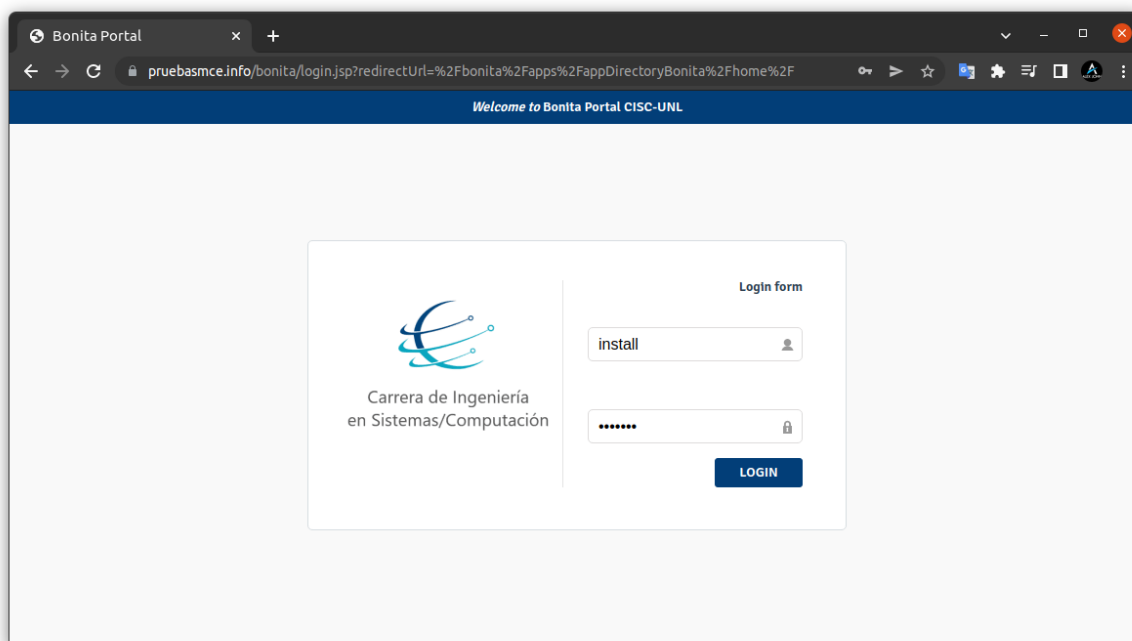 Bonita Portal
pruebasmce.info/bonita/login.jsp?redirectUrl=%2Fbonita%2Fapps%2FappDirectoryBonita%2Fhome%2F
Welcome to Bonita Portal CISC-UNL
Login form
install
•••••••
Carrera de Ingeniería
en Sistemas/Computación
LOGIN